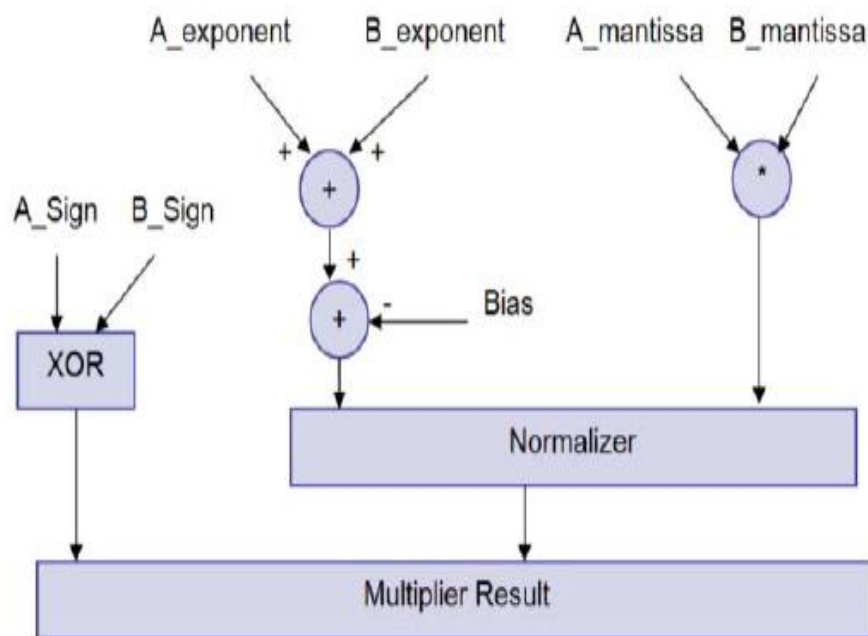 A_exponent B_exponent A_mantissa B_mantissa
+ +
+ *
A_Sign B_Sign
+
- Bias
+
XOR
Normalizer
Multiplier Result